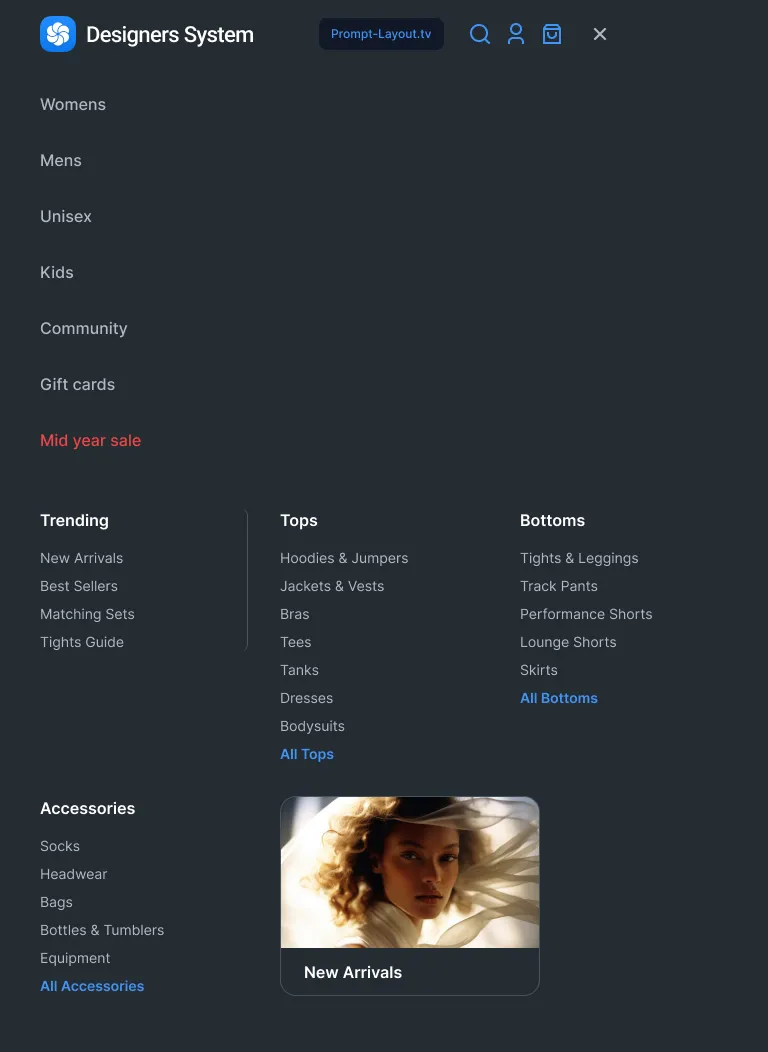 Designers System
Prompt-Layout.tv
Womens
Mens
Unisex
Kids
Community
Gift cards
Mid year sale
Trending
New Arrivals
Best Sellers
Matching Sets
Tights Guide
Tops
Hoodies & Jumpers
Jackets & Vests
Bras
Tees
Tanks
Dresses
Bodysuits
All Tops
Bottoms
Tights & Leggings
Track Pants
Performance Shorts
Lounge Shorts
Skirts
All Bottoms
Accessories
Socks
Headwear
Bags
Bottles & Tumblers
Equipment
All Accessories
New Arrivals